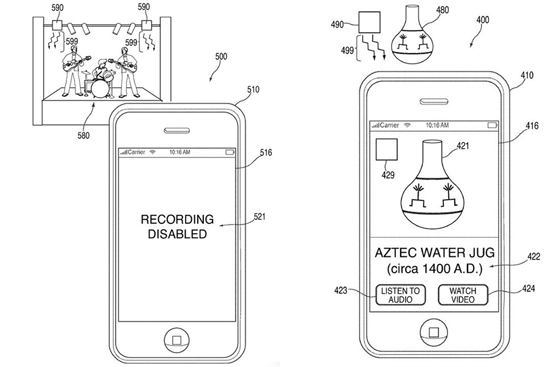 590
590
599
599
580
500
510
Carrier
10:16 AM
516
RECORDING
DISABLED
521
490
499
480
400
410
Carrier
10:16 AM
416
421
429
AZTEC WATER JUG
(circa 1400 A.D.)
422
423
LISTEN TO
AUDIO
WATCH
VIDEO
424